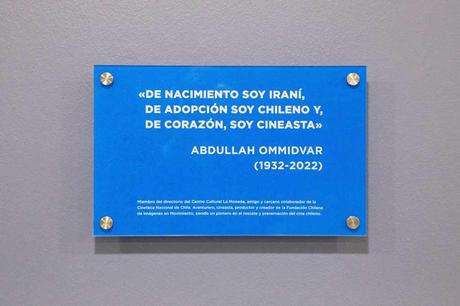 «DE NACIMIENTO SOY IRANÍ,
DE ADOPCIÓN SOY CHILENO Y,
DE CORAZÓN, SOY CINEASTA»
ABDULLAH OMMIDVAR
(1932-2022)
Miembro del directorio del Centro Cultural La Moneda, amigo y cercano colaborador de la
Cineteca Nacional de Chile. Aventurero, cineasta, productor y creador de la Fundación Chilena
de Imágenes en Movimiento, siendo un pionero en el rescate y preservación del cine chileno.